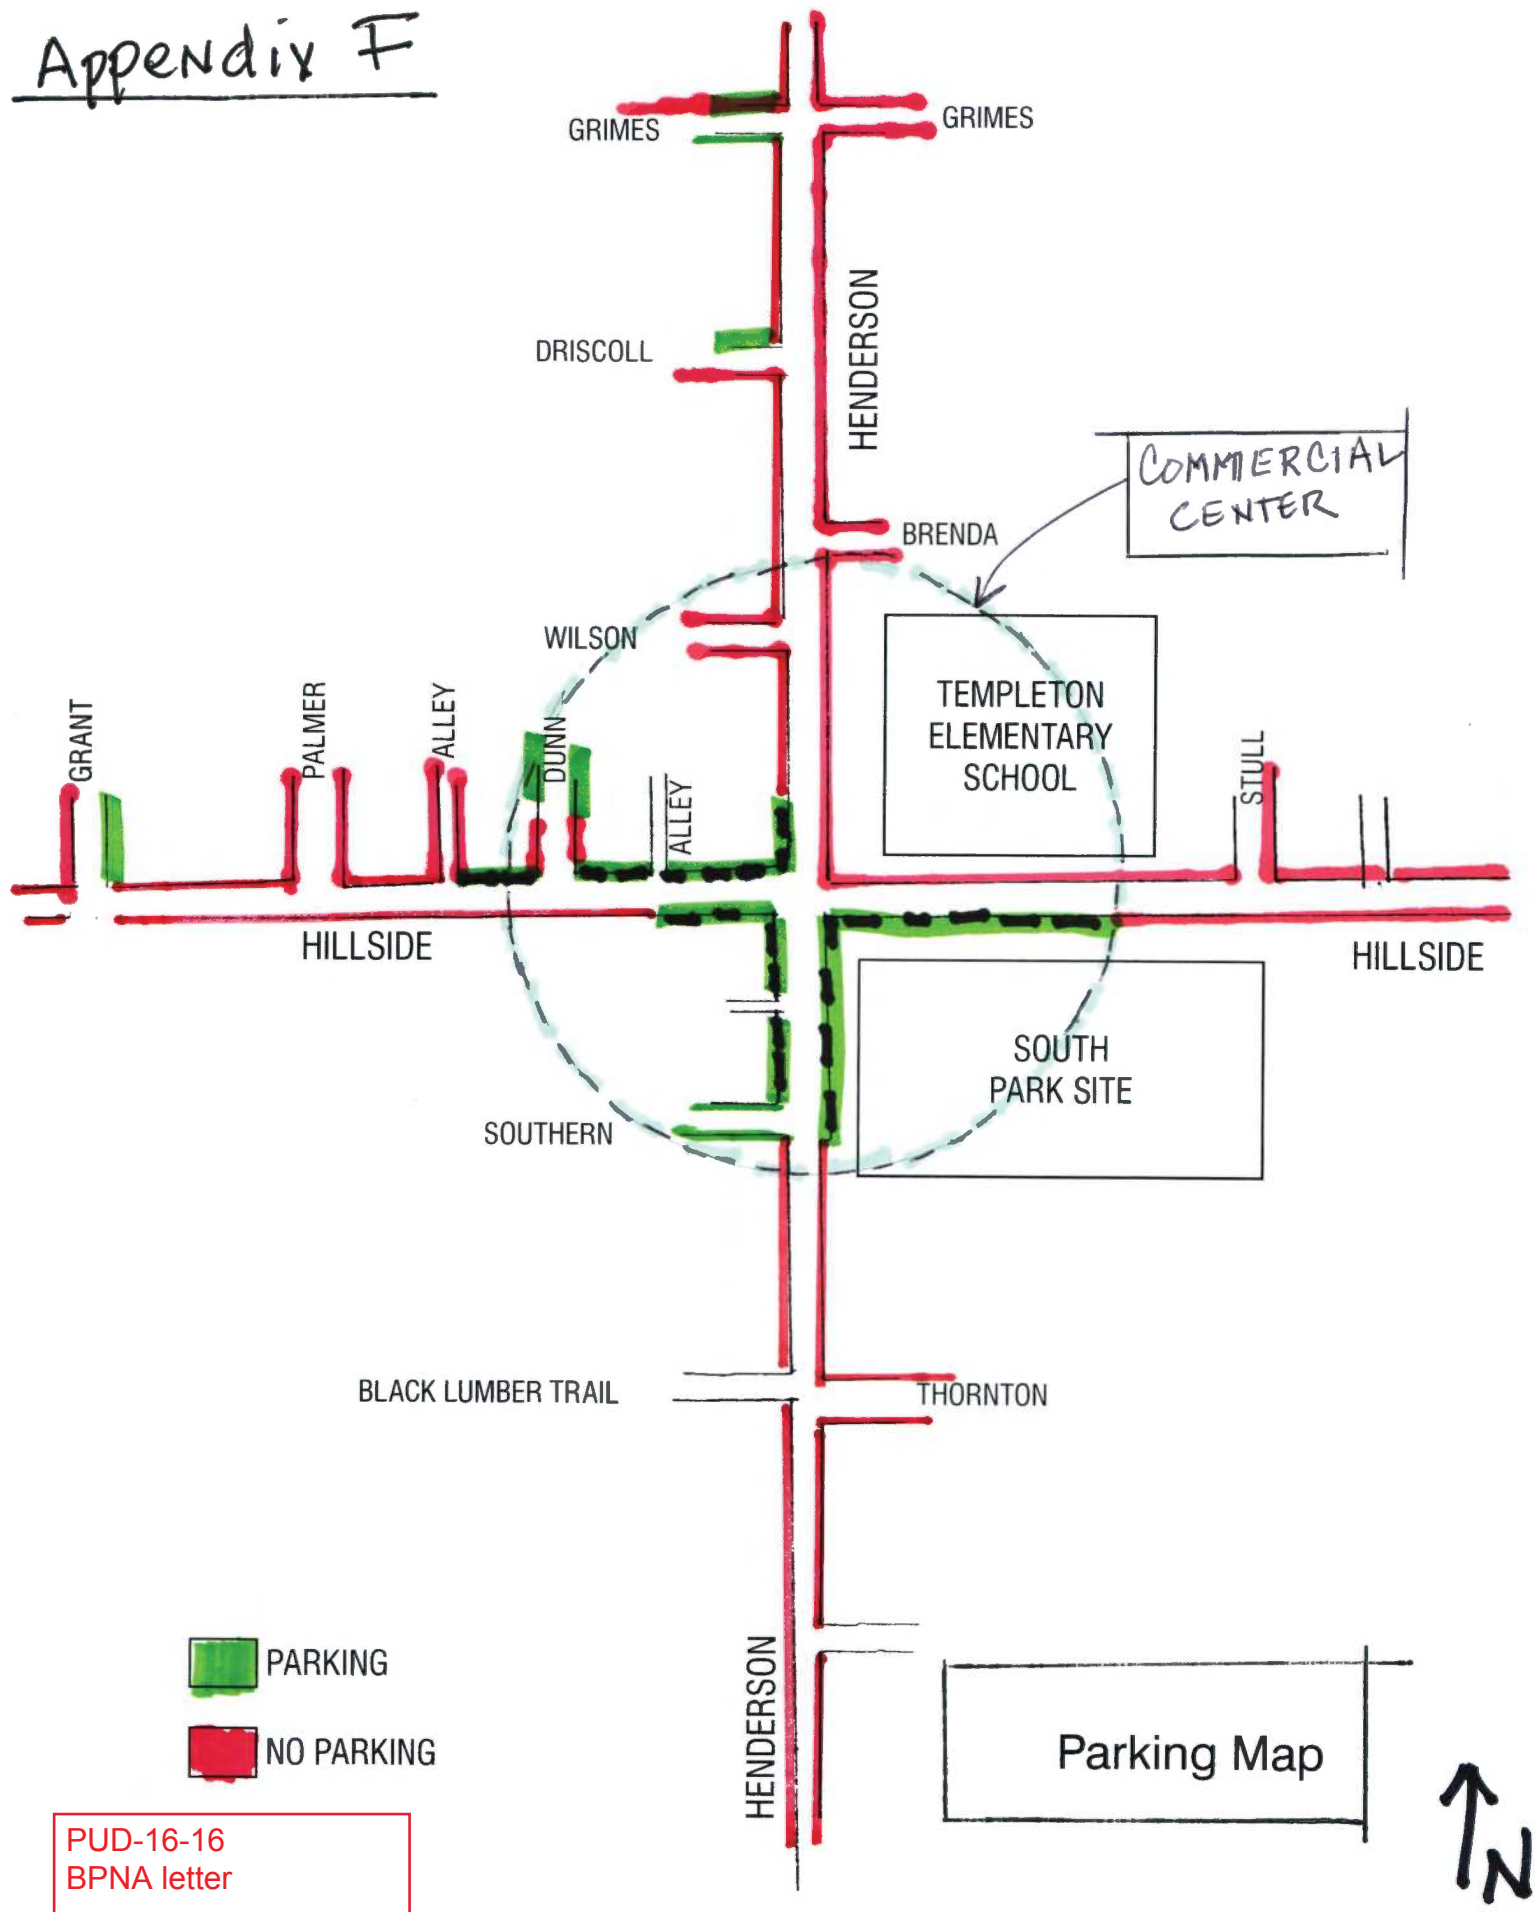 Appendix F
GRIMES
GRIMES
HENDERSON
DRISCOLL
COMMERCIAL
CENTER
BRENDA
WILSON
TEMPLETON
ELEMENTARY
SCHOOL
GRANT
PALMER
ALLEY
DUNN
ALLEY
STULL
HILLSIDE
HILLSIDE
SOUTH
PARK SITE
SOUTHERN
BLACK LUMBER TRAIL
THORNTON
HENDERSON
PARKING
NO PARKING
Parking Map
PUD-16-16
BPNA letter
N